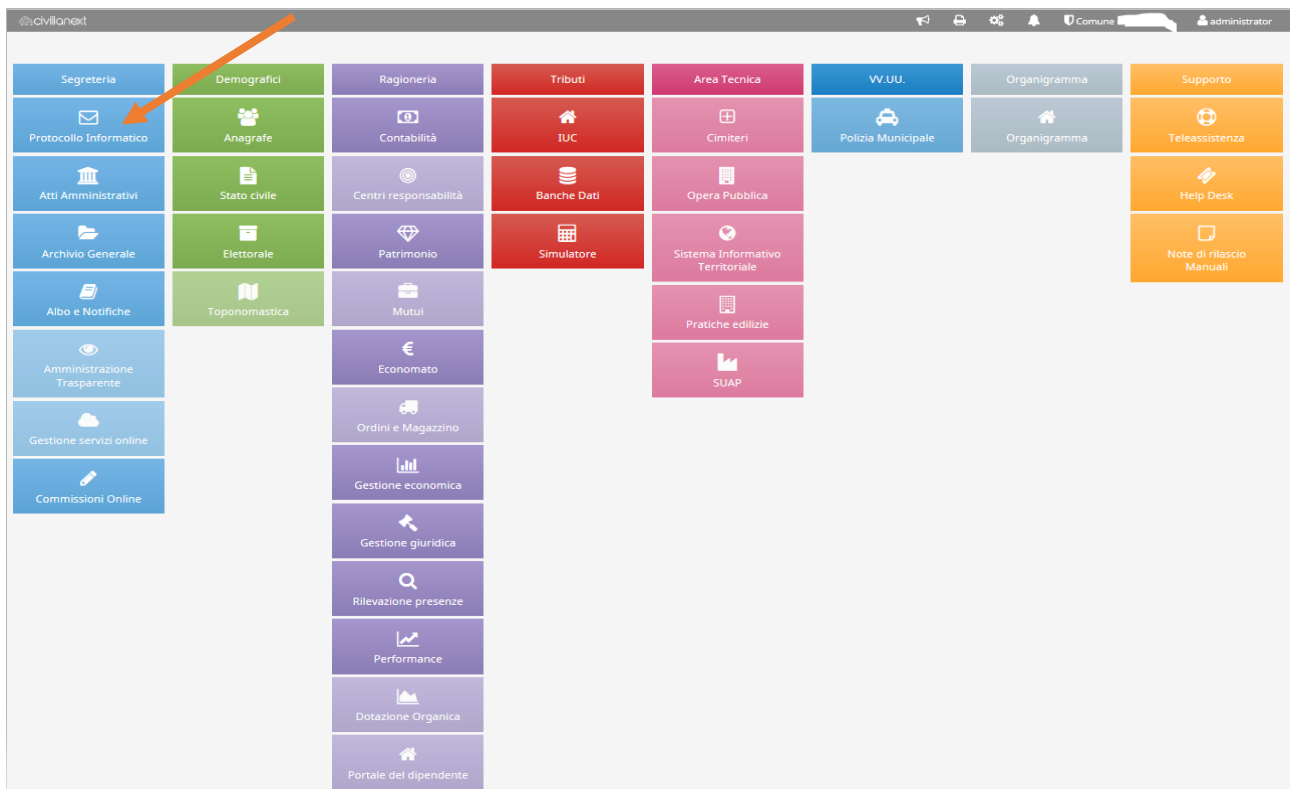 civilianext
Comune
administrator
Segreteria
Protocollo Informatico
Atti Amministrativi
Archivio Generale
Albo e Notifiche
Amministrazione
Trasparente
Gestione servizi online
Commissioni Online
Demografici
Anagrafe
Stato civile
Elettorale
Toponomastica
Ragioneria
Contabilità
Centri responsabilità
Patrimonio
Mutui
€
Economato
Ordini e Magazzino
Gestione economica
Gestione giuridica
Rilevazione presenze
Performance
Dotazione Organica
Portale del dipendente
Tributi
IUC
Banche Dati
Simulatore
Area Tecnica
Cimiteri
Opera Pubblica
Sistema Informativo
Territoriale
Pratiche edilizie
SUAP
VV.UU.
Polizia Municipale
Organigramma
Organigramma
Supporto
Teleassistenza
Help Desk
Note di rilascio
Manuali